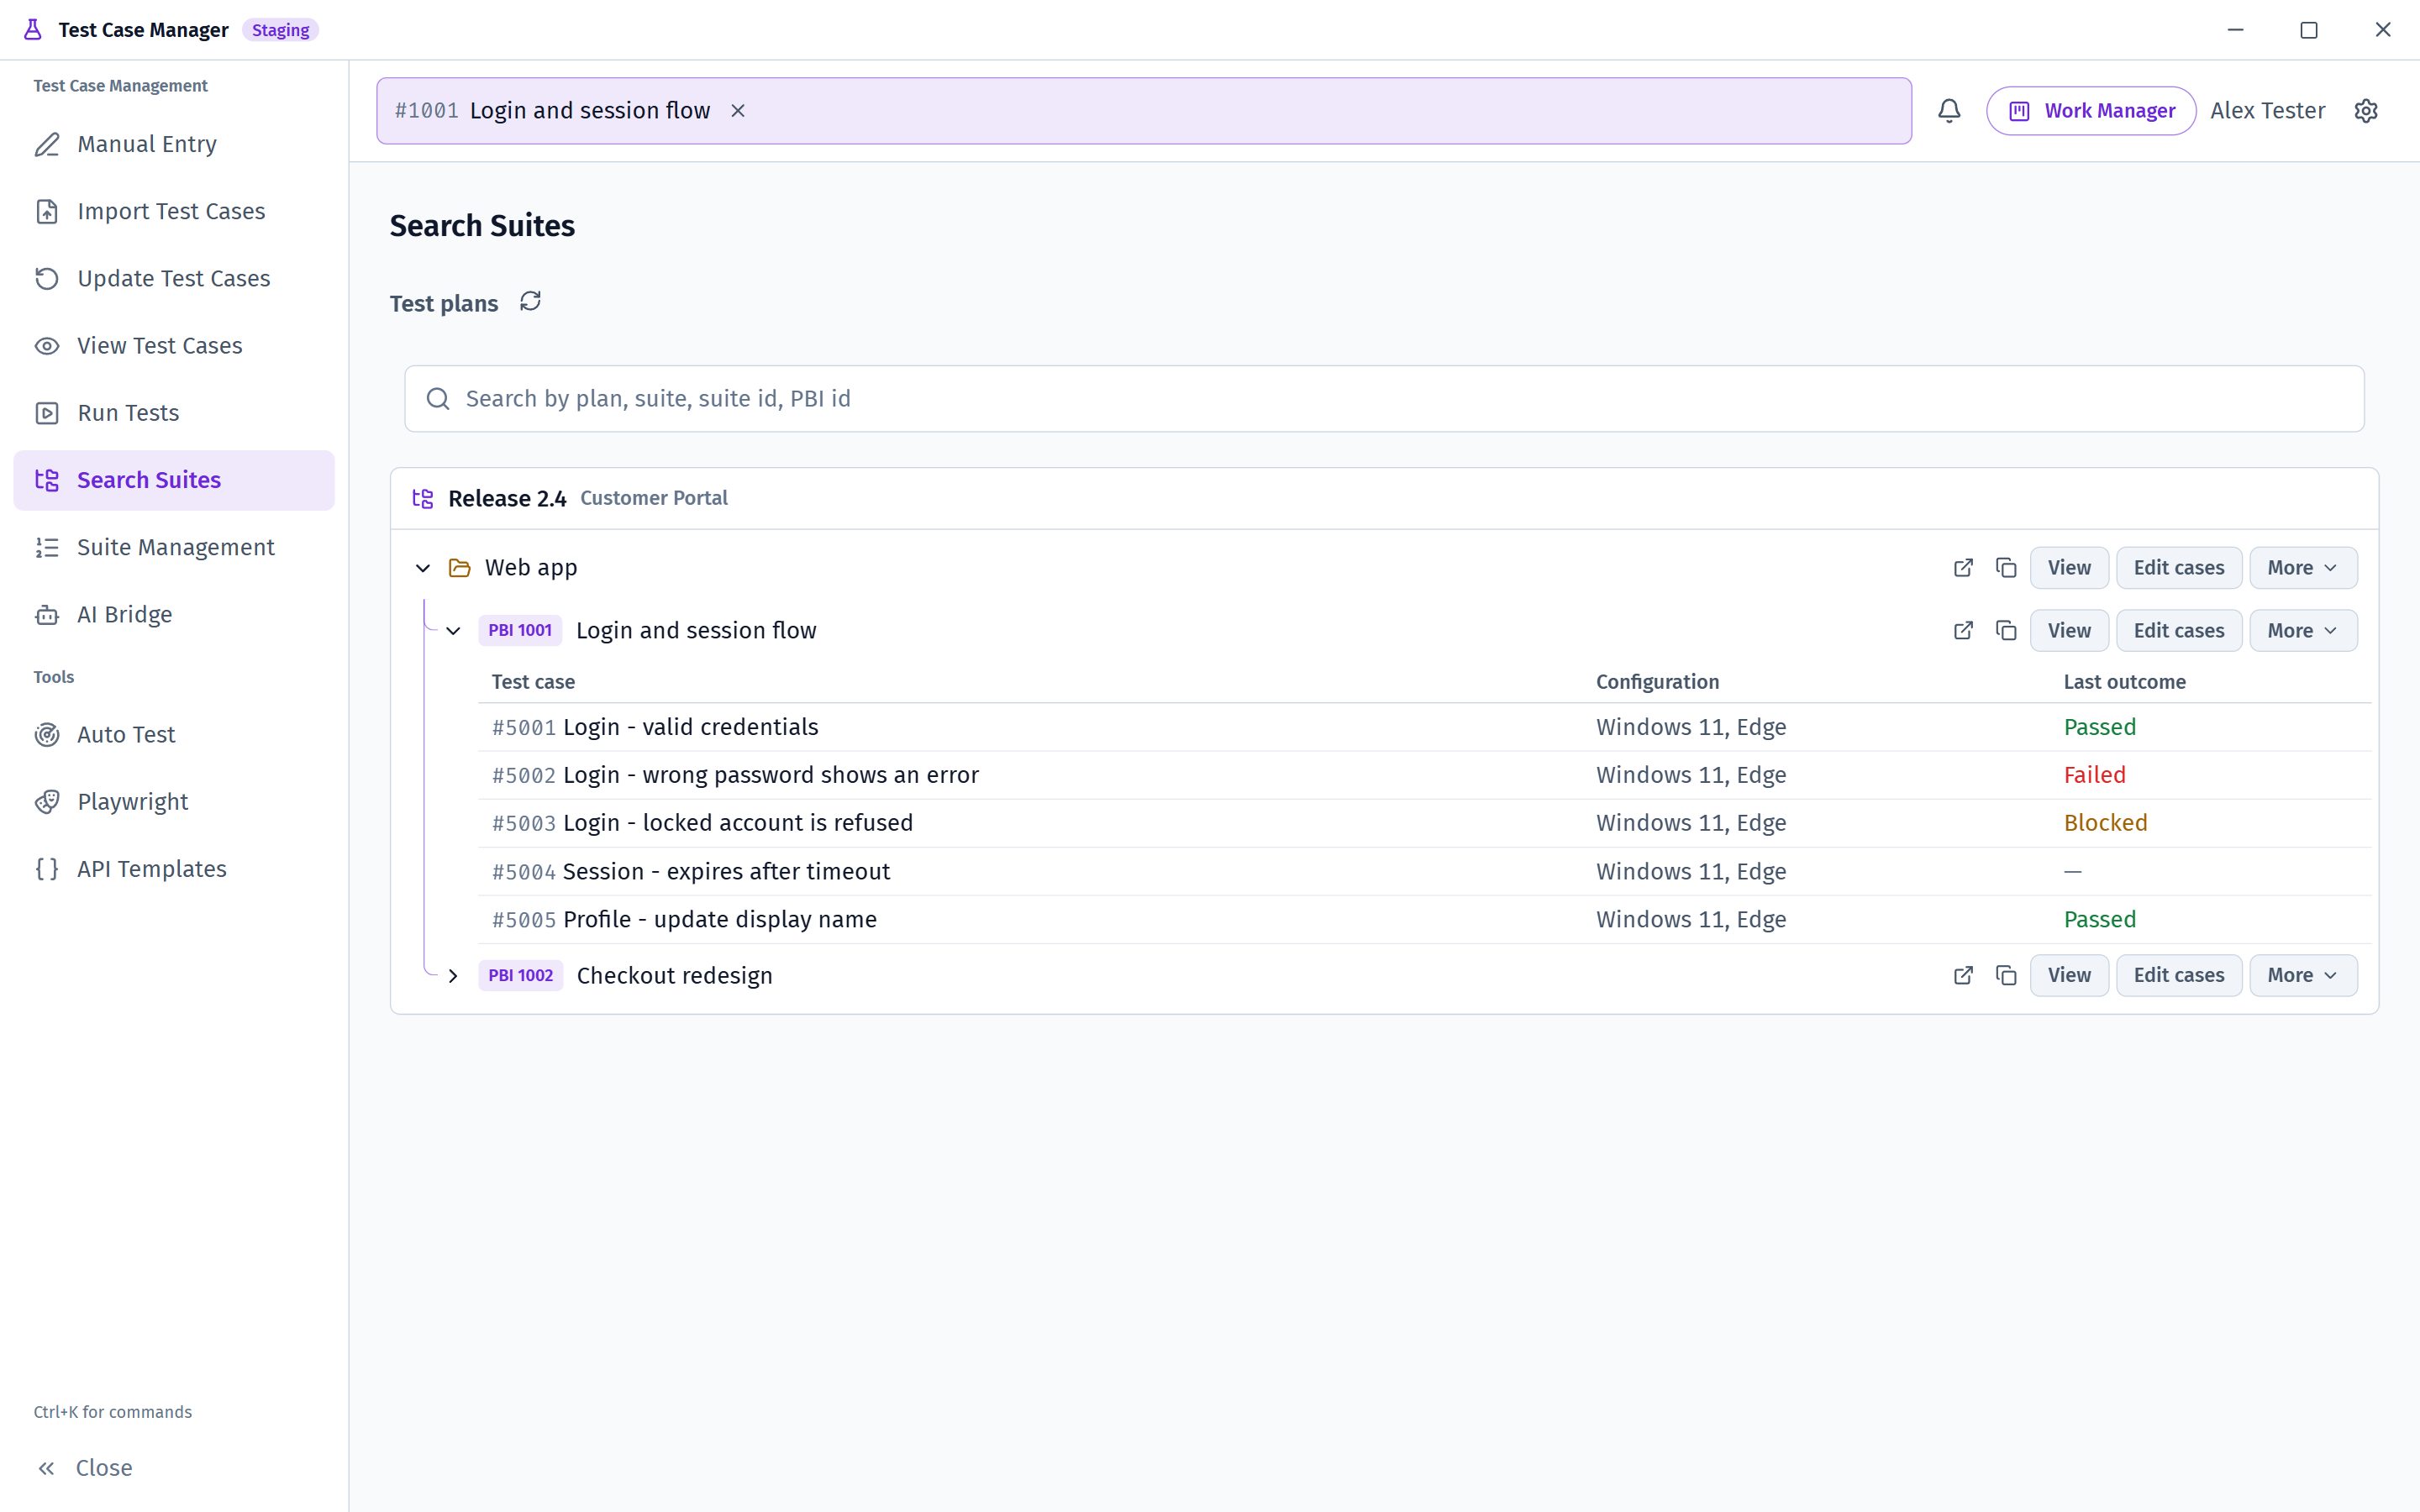 Test Case Manager Staging
Test Case Management
Manual Entry
Import Test Cases
Update Test Cases
View Test Cases
Run Tests
Search Suites
Suite Management
AI Bridge
Tools
Auto Test
Playwright
API Templates
Ctrl+K for commands
Close
#1001 Login and session flow
Work Manager
Alex Tester
Search Suites
Test plans
Search by plan, suite, suite id, PBI id
Release 2.4 Customer Portal
Web app View Edit cases More
PBI 1001 Login and session flow View Edit cases More
Test case Configuration Last outcome
#5001 Login - valid credentials Windows 11, Edge Passed
#5002 Login - wrong password shows an error Windows 11, Edge Failed
#5003 Login - locked account is refused Windows 11, Edge Blocked
#5004 Session - expires after timeout Windows 11, Edge —
#5005 Profile - update display name Windows 11, Edge Passed
PBI 1002 Checkout redesign View Edit cases More